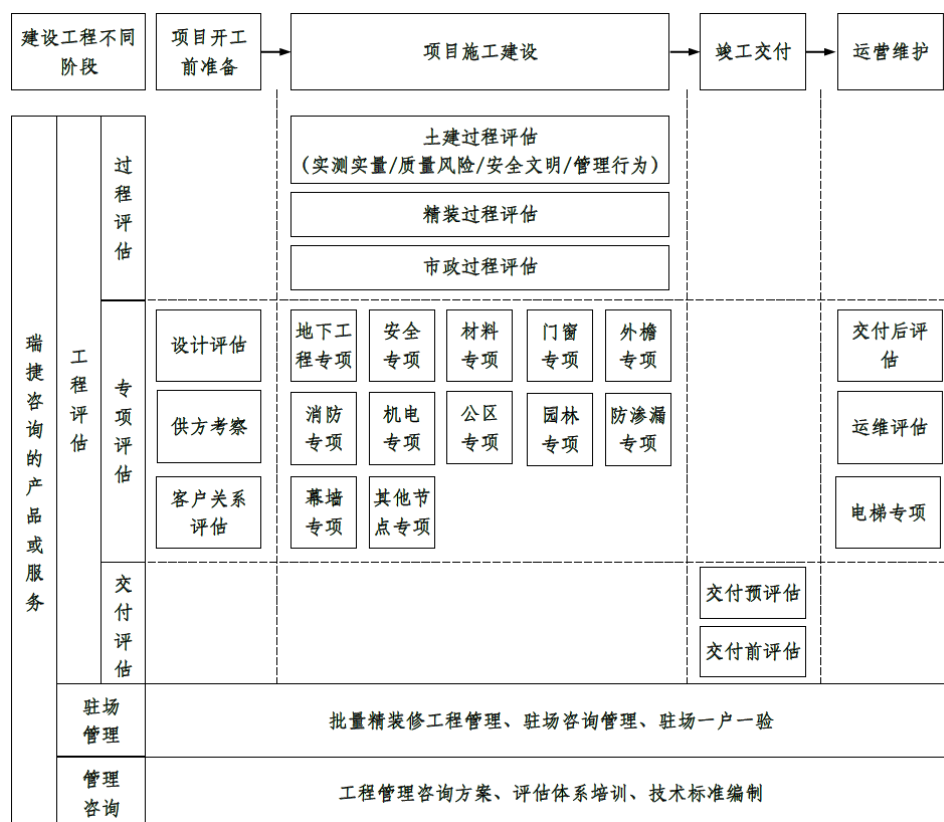 建设工程不同
阶段
项目开工
前准备
项目施工建设
竣工交付
运营维护
瑞捷咨询的产品或服务
工程评估
过程评估
土建过程评估
（实测实量/质量风险/安全文明/管理行为）
精装过程评估
市政过程评估
专项评估
设计评估
供方考察
客户关系
评估
地下工
程专项
安全
专项
材料
专项
门窗
专项
外檐
专项
消防
专项
机电
专项
公区
专项
园林
专项
防渗漏
专项
幕墙
专项
其他节
点专项
交付后评
估
运维评估
电梯专项
交付评估
交付预评估
交付前评估
驻场
管理
批量精装修工程管理、驻场咨询管理、驻场一户一验
管理
咨询
工程管理咨询方案、评估体系培训、技术标准编制